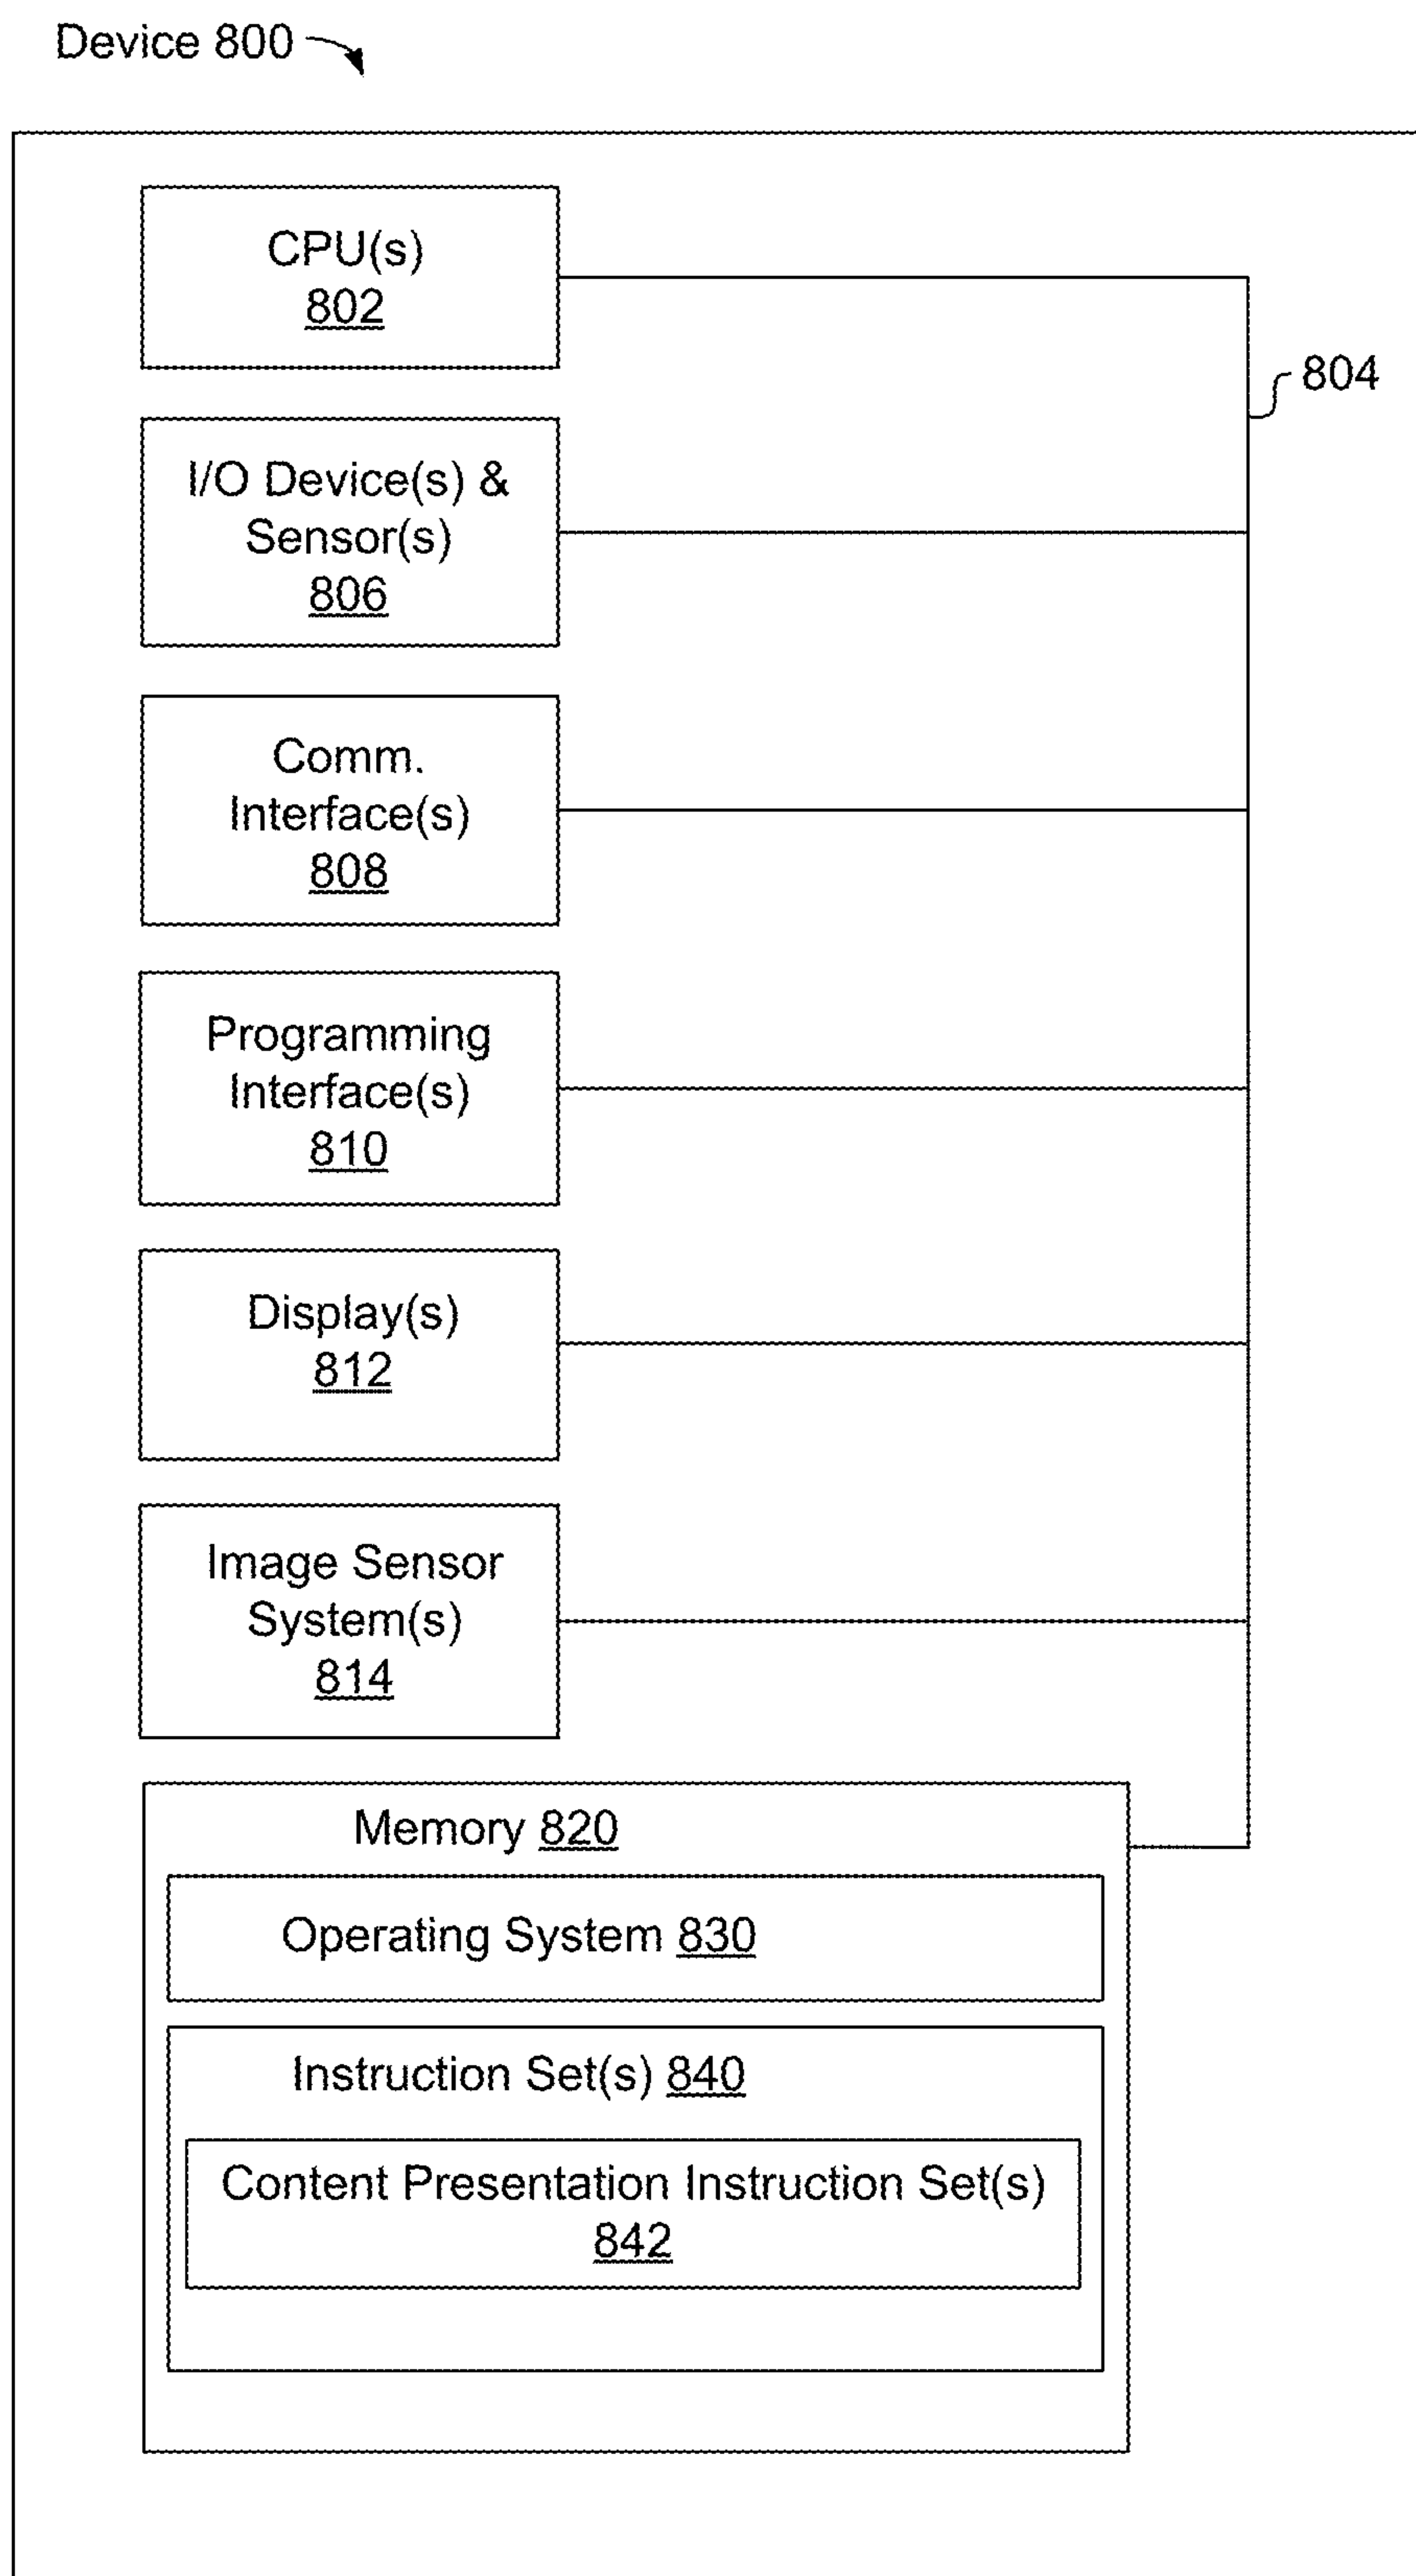 Device 800
CPU(s)
802
804
I/O Device(s) &
Sensor(s)
806
Comm.
Interface(s)
808
Programming
Interface(s)
810
Display(s)
812
Image Sensor
System(s)
814
Memory 820
Operating System 830
Instruction Set(s) 840
Content Presentation Instruction Set(s)
842